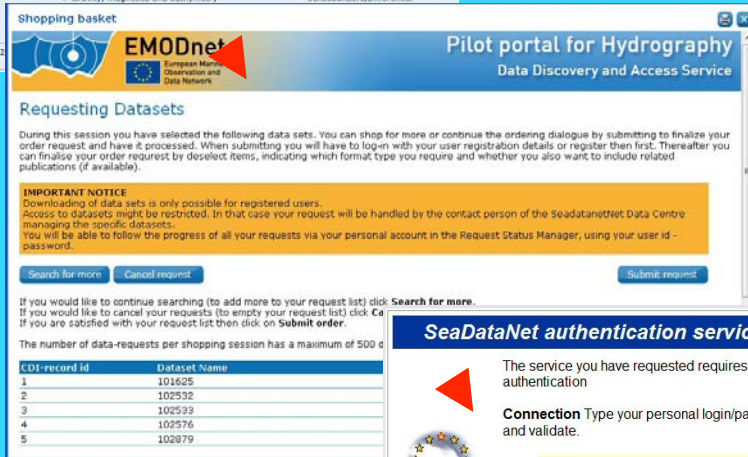 Shopping basket
EMODnet
European Marine
Observation and
Data Network
Pilot portal for Hydrography
Data Discovery and Access Service
Requesting Datasets
During this session you have selected the following data sets. You can shop for more or continue the ordering dialogue by submitting to finalize your
order request and have it processed. When submitting you will have to log-in with your user registration details or register then first. Thereafter you
can finalise your order requrest by deselect items, indicating which format type you require and whether you also want to include related
publications (if available).
IMPORTANT NOTICE
Downloading of data sets is only possible for registered users.
Access to datasets might be restricted. In that case your request will be handled by the contact person of the SeadatanetNet Data Centre
managing the specific datasets.
You will be able to follow the progress of all your requests via your personal account in the Request Status Manager, using your user id -
password.
Search for more Cancel request Submit request
If you would like to continue searching (to add more to your request list) click Search for more.
If you would like to cancel your requests (to empty your request list) click Ca
If you are satisfied with your request list then click on Submit order.
The number of data-requests per shopping session has a maximum of 500 d
CDI-record id Dataset Name
1 101625
2 102532
3 102533
4 102576
5 102879
SeaDataNet authentication servic
The service you have requested requires
authentication
Connection Type your personal login/pa
and validate.